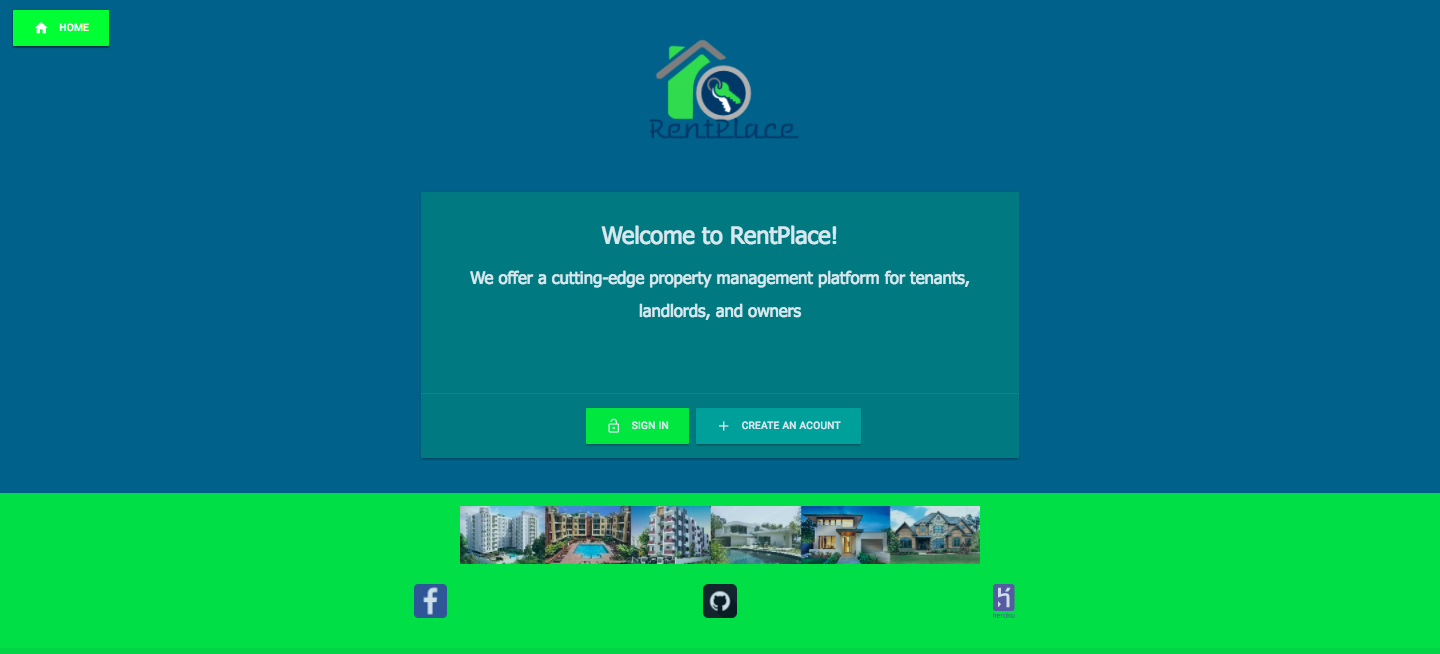 HOME
RentPlace
Welcome to RentPlace!
We offer a cutting-edge property management platform for tenants,
landlords, and owners
SIGN IN
CREATE AN ACOUNT
heroku